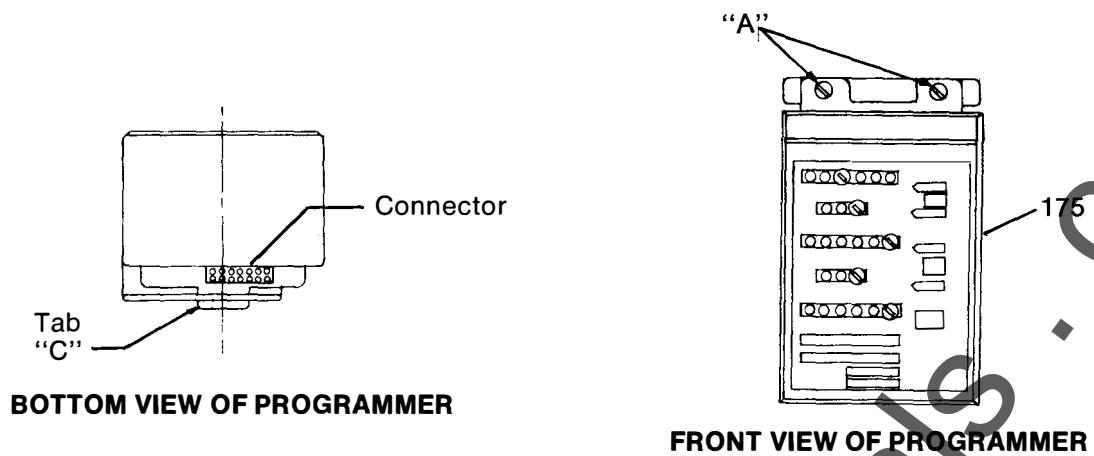 "A"
Connector
175
Tab
"C"
BOTTOM VIEW OF PROGRAMMER
FRONT VIEW OF PROGRAMMER